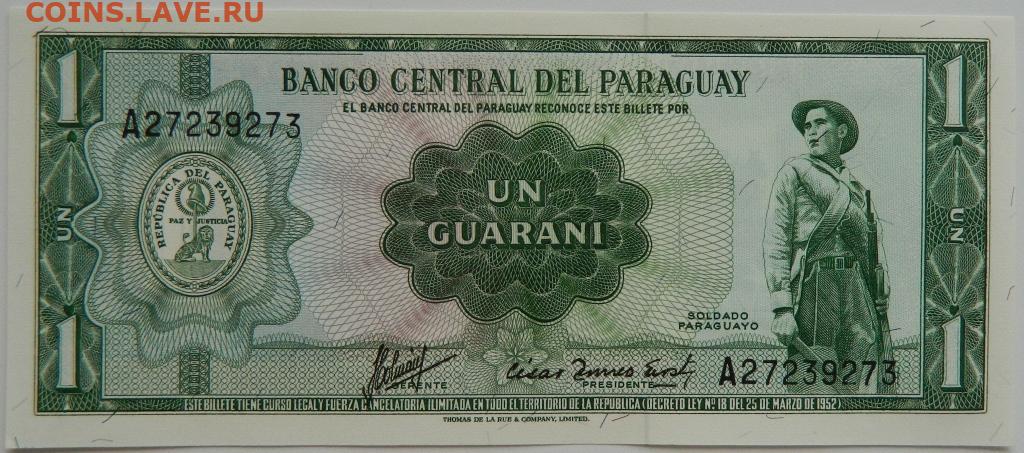 COINS.LAVE.RU
1
1
BANCO CENTRAL DEL PARAGUAY
EL BANCO CENTRAL DEL PARAGUAY RECONOCE ESTE BILLETE POR
A27239273
REPUBLICA DEL PARAGUAY
PAZ Y JUSTICIA
UN
GUARANI
UN
UN
SOLDADO
PARAGUAYO
1
1
GERENTE
PRESIDENTE
A27239273
ESTE BILLETE TIENE CURSO LEGAL Y FUERZA CANCELATORIA ILIMITADA EN TODO EL TERRITORIO DE LA REPUBLICA (DECRETO LEY Nº 18 DEL 25 DE MARZO DE 1952)
THOMAS DE LA RUE & COMPANY, LIMITED.